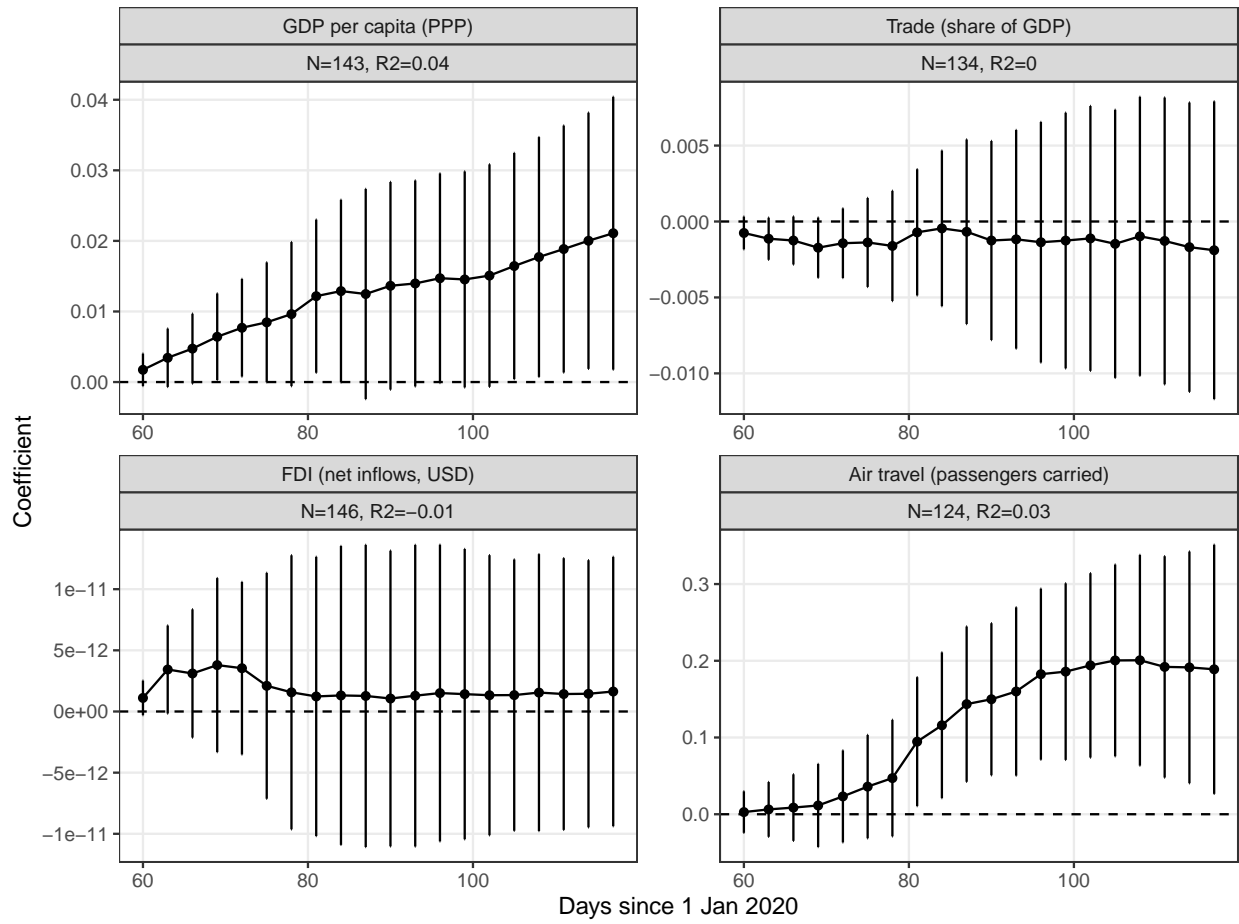 GDP per capita (PPP)
N=143, R2=0.04
0.04
0.03
0.02
0.01
0.00
60
80
100
Trade (share of GDP)
N=134, R2=0
0.005
0.000
−0.005
−0.010
60
80
100
FDI (net inflows, USD)
N=146, R2=−0.01
1e−11
5e−12
0e+00
−5e−12
−1e−11
60
80
100
Air travel (passengers carried)
N=124, R2=0.03
0.3
0.2
0.1
0.0
60
80
100
Coefficient
Days since 1 Jan 2020